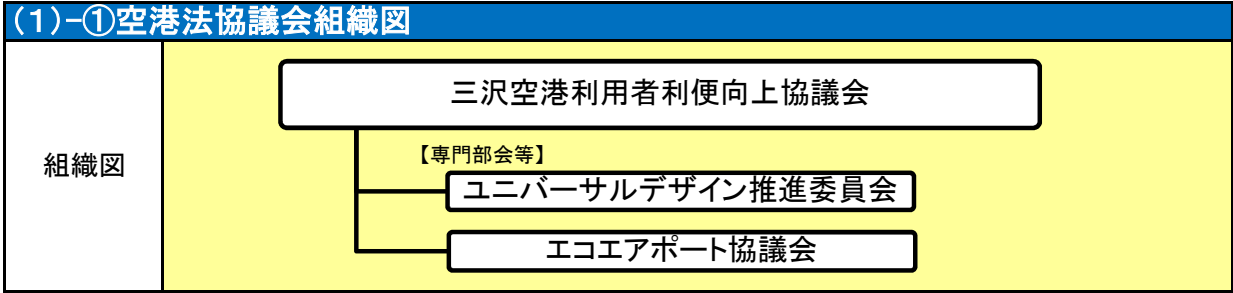 (1)-①空港法協議会組織図
組織図
三沢空港利用者利便向上協議会
【専門部会等】
ユニバーサルデザイン推進委員会
エコエアポート協議会